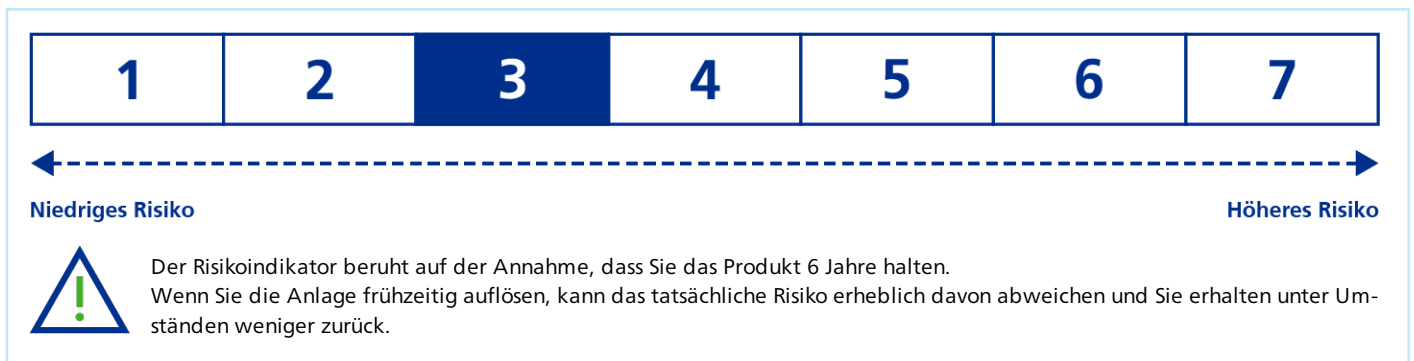 1 2 3 4 5 6 7
Niedriges Risiko Höheres Risiko
Der Risikoindikator beruht auf der Annahme, dass Sie das Produkt 6 Jahre halten.
Wenn Sie die Anlage frühzeitig auflösen, kann das tatsächliche Risiko erheblich davon abweichen und Sie erhalten unter Um-
ständen weniger zurück.